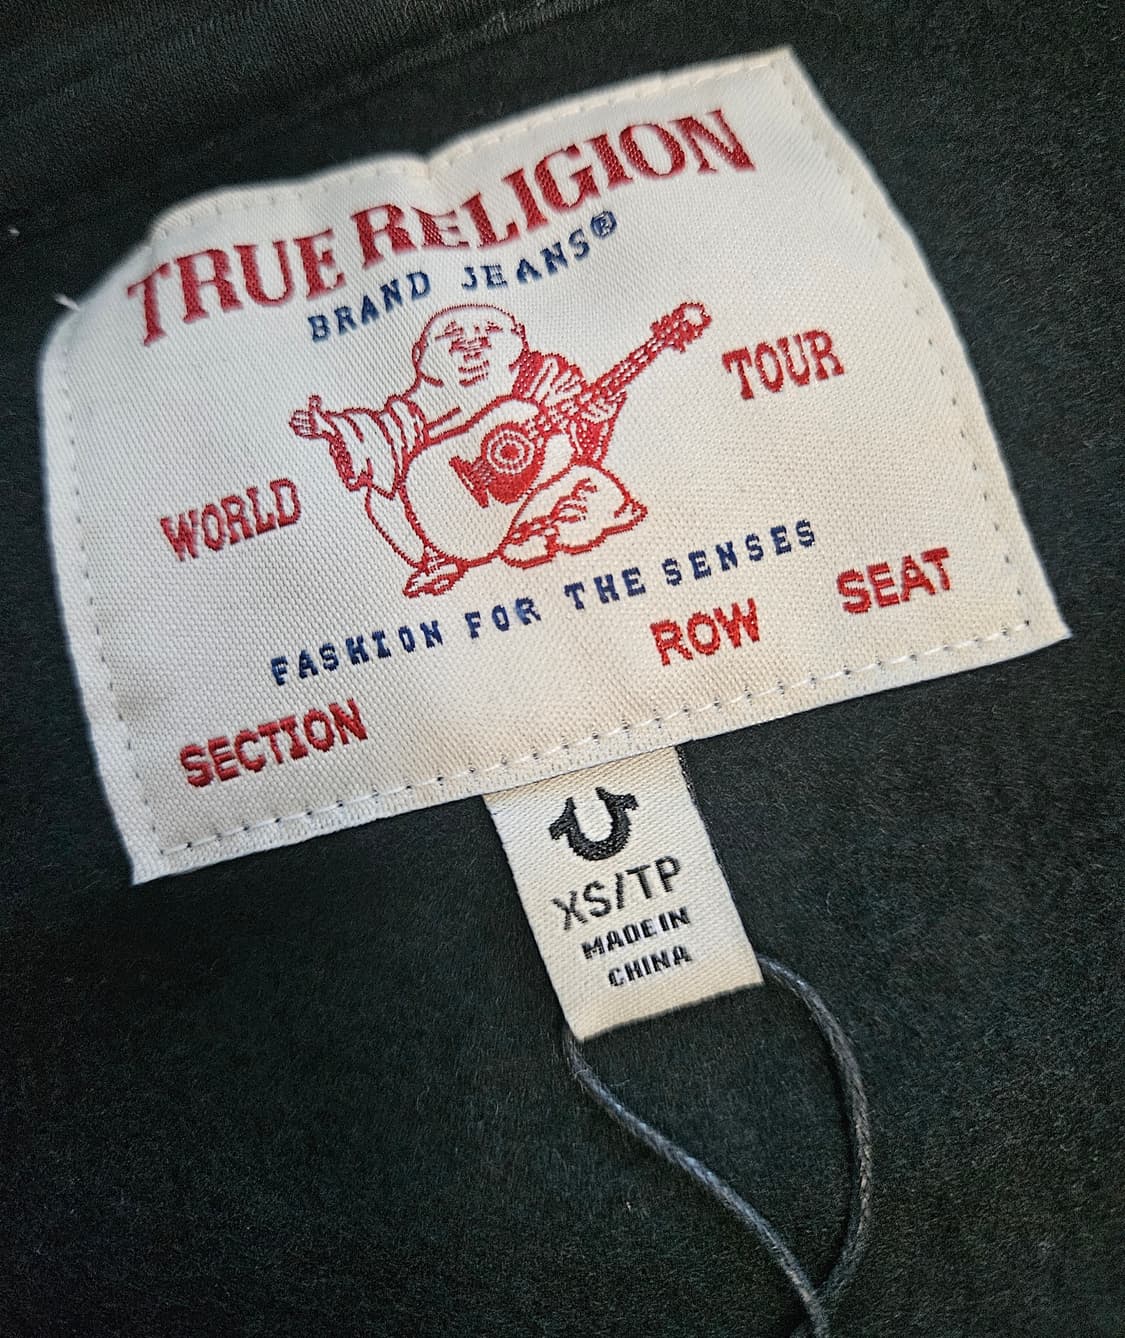 TRUE RELIGION
BRAND JEANS®
WORLD TOUR
FASHION FOR THE SENSES
SECTION ROW SEAT
XS/TP
MADE IN
CHINA